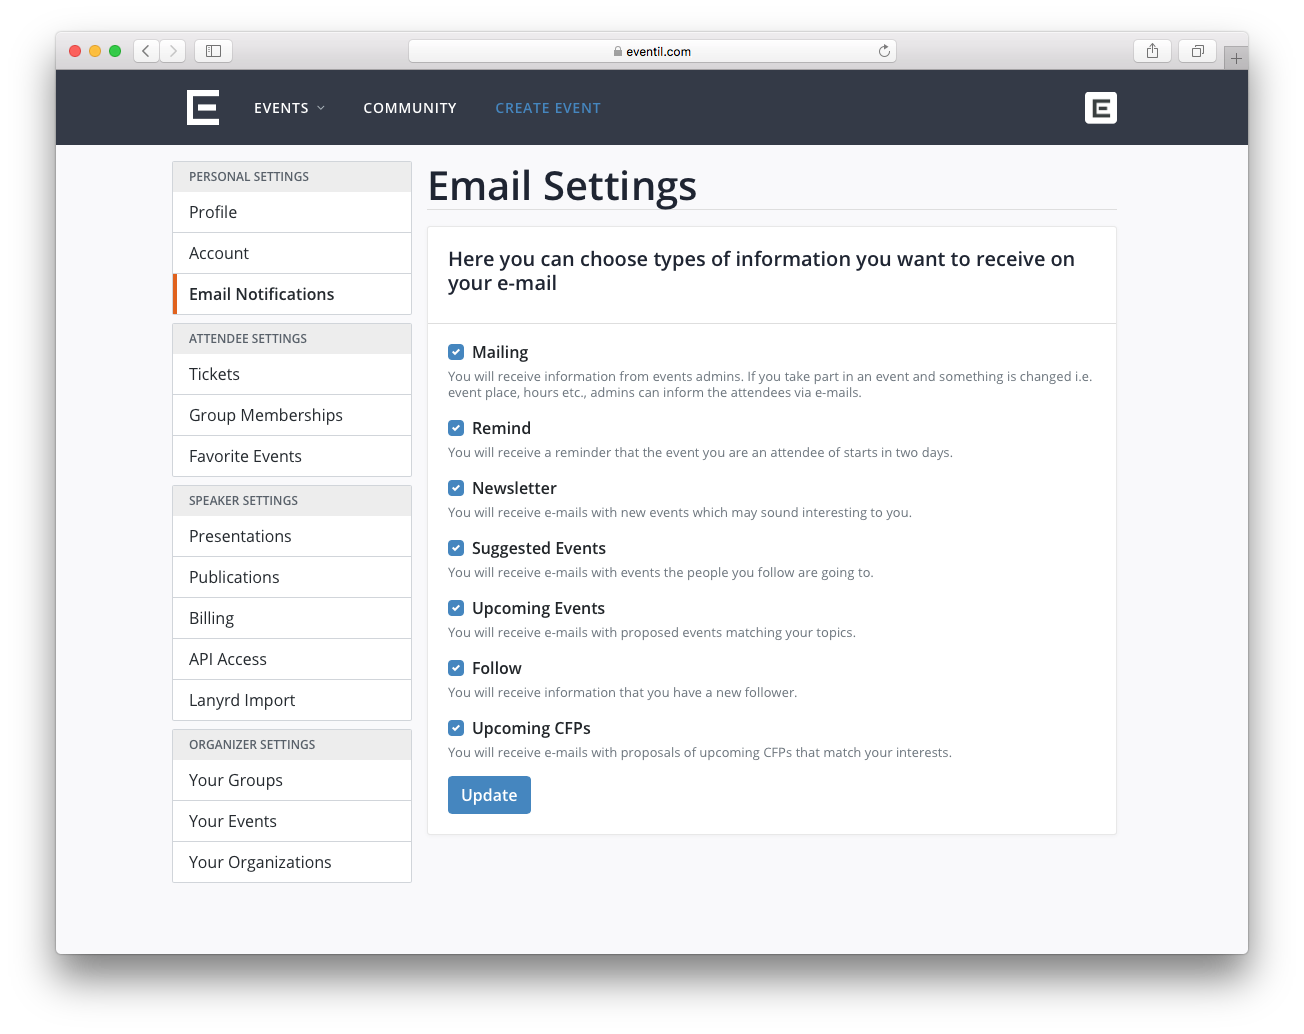 eventil.com
EVENTS
COMMUNITY
CREATE EVENT
PERSONAL SETTINGS
Profile
Account
Email Notifications
ATTENDEE SETTINGS
Tickets
Group Memberships
Favorite Events
SPEAKER SETTINGS
Presentations
Publications
Billing
API Access
Lanyrd Import
ORGANIZER SETTINGS
Your Groups
Your Events
Your Organizations
Email Settings
Here you can choose types of information you want to receive on
your e-mail
Mailing
You will receive information from events admins. If you take part in an event and something is changed i.e.
event place, hours etc., admins can inform the attendees via e-mails.
Remind
You will receive a reminder that the event you are an attendee of starts in two days.
Newsletter
You will receive e-mails with new events which may sound interesting to you.
Suggested Events
You will receive e-mails with events the people you follow are going to.
Upcoming Events
You will receive e-mails with proposed events matching your topics.
Follow
You will receive information that you have a new follower.
Upcoming CFPs
You will receive e-mails with proposals of upcoming CFPs that match your interests.
Update